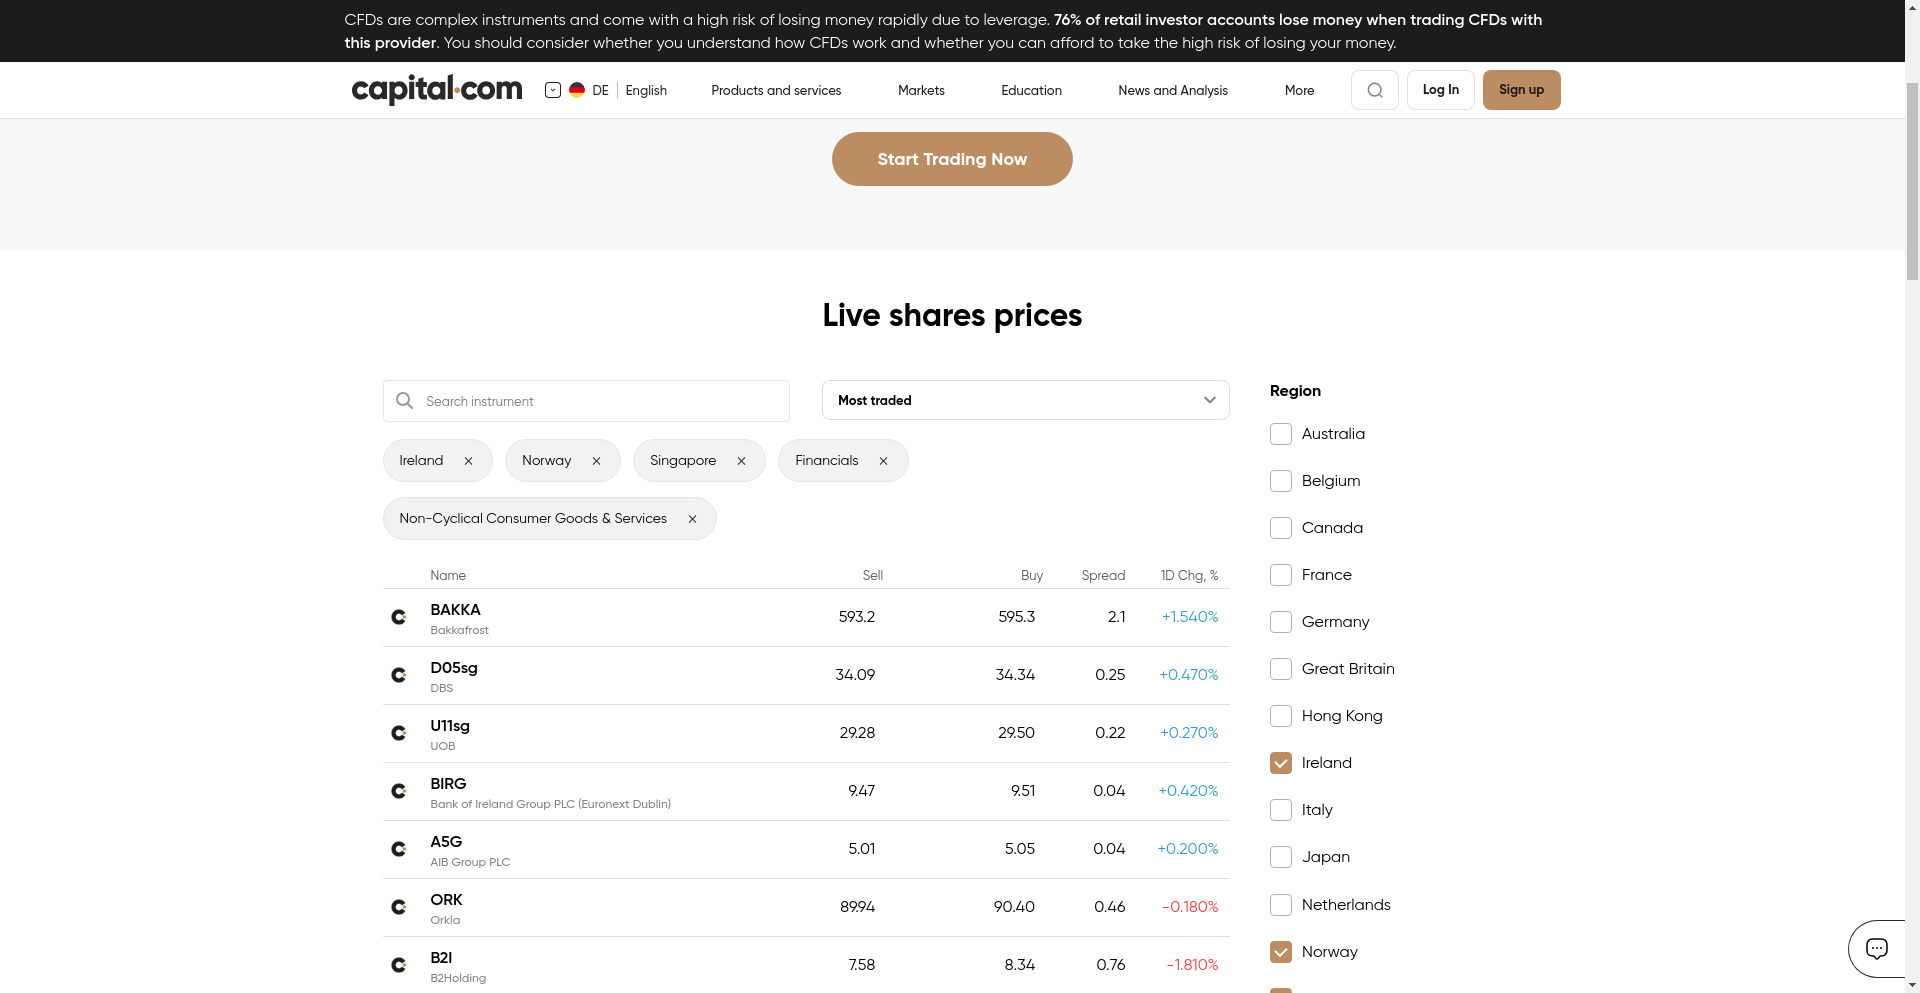 CFDs are complex instruments and come with a high risk of losing money rapidly due to leverage. 76% of retail investor accounts lose money when trading CFDs with
this provider. You should consider whether you understand how CFDs work and whether you can afford to take the high risk of losing your money.
capital.com DE English Products and services Markets Education News and Analysis More Log In Sign up
Start Trading Now
Live shares prices
Search instrument
Most traded
Ireland
Norway
Singapore
Financials
Non-Cyclical Consumer Goods & Services
Name Sell Buy Spread 1D Chg, %
BAKKA 593.2 595.3 2.1 +1.540%
Bakkafrost
D05sg 34.09 34.34 0.25 +0.470%
DBS
U11sg 29.28 29.50 0.22 +0.270%
UOB
BIRG 9.47 9.51 0.04 +0.420%
Bank of Ireland Group PLC (Euronext Dublin)
A5G 5.01 5.05 0.04 +0.200%
AIB Group PLC
ORK 89.94 90.40 0.46 -0.180%
Orkla
B2I 7.58 8.34 0.76 -1.810%
B2Holding
Region
Australia
Belgium
Canada
France
Germany
Great Britain
Hong Kong
Ireland
Italy
Japan
Netherlands
Norway